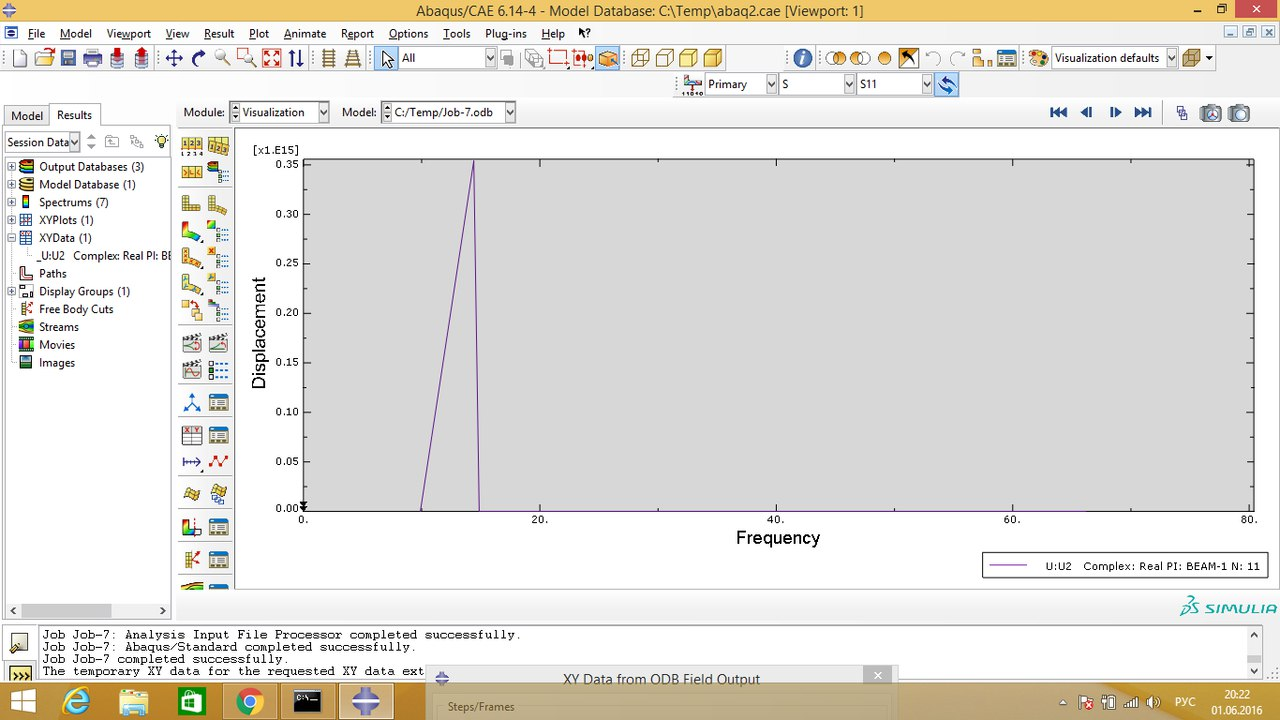 Abaqus/CAE 6.14-4 - Model Database: C:\Temp\abaq2.cae [Viewport: 1]
File Model Viewport View Result Plot Animate Report Options Tools Plug-ins Help
All
Visualization defaults
Primary S S11
Model Results
Module: Visualization Model: C:/Temp/Job-7.odb
Session Data
Output Databases (3)
Model Database (1)
Spectrums (7)
XYPlots (1)
XYData (1)
_U:U2 Complex: Real PI: BE
Paths
Display Groups (1)
Free Body Cuts
Streams
Movies
Images
[x1.E15]
0.35
0.30
0.25
0.20
0.15
0.10
0.05
0.00
Displacement
0. 20. 40. 60. 80.
Frequency
U:U2 Complex: Real PI: BEAM-1 N: 11
SIMULIA
Job Job-7: Analysis Input File Processor completed successfully.
Job Job-7: Abaqus/Standard completed successfully.
Job Job-7 completed successfully.
The temporary XY data for the requested XY data ext
XY Data from ODB Field Output
Steps/Frames
РУС
20:22
01.06.2016